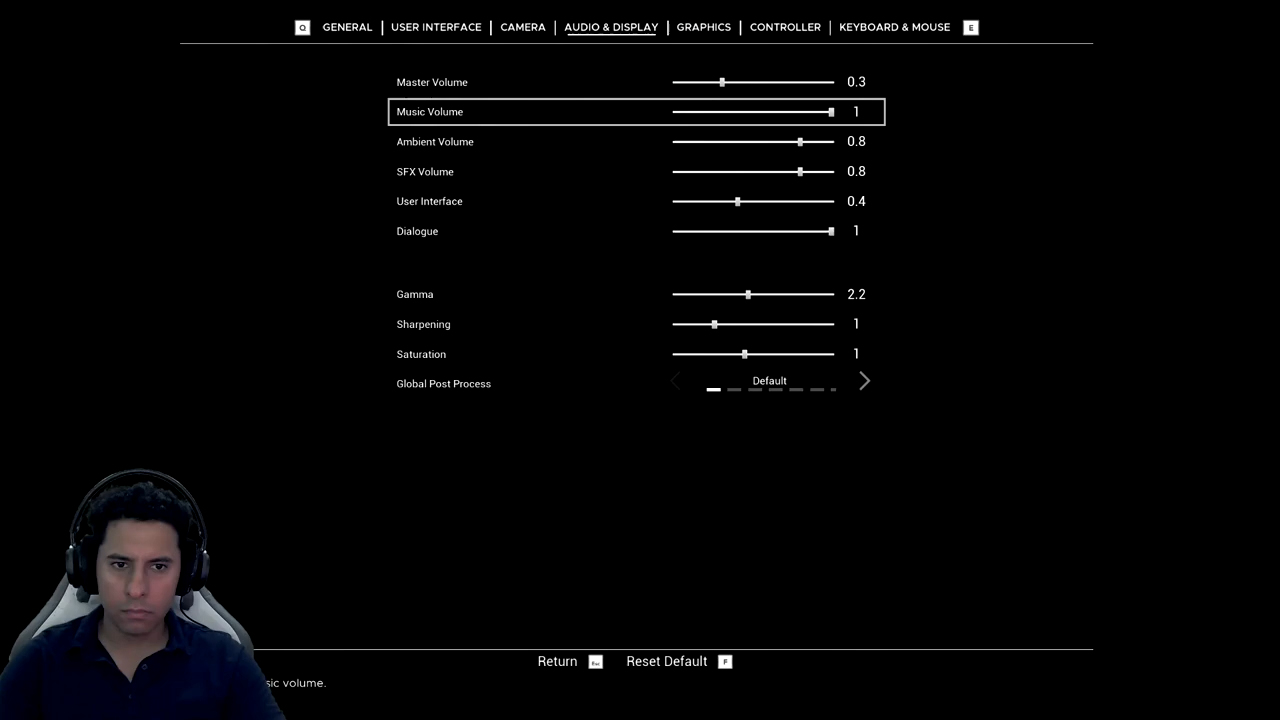 Q GENERAL USER INTERFACE CAMERA AUDIO & DISPLAY GRAPHICS CONTROLLER KEYBOARD & MOUSE E
Master Volume 0.3
Music Volume 1
Ambient Volume 0.8
SFX Volume 0.8
User Interface 0.4
Dialogue 1
Gamma 2.2
Sharpening 1
Saturation 1
Global Post Process Default
Return Esc Reset Default F
sic volume.